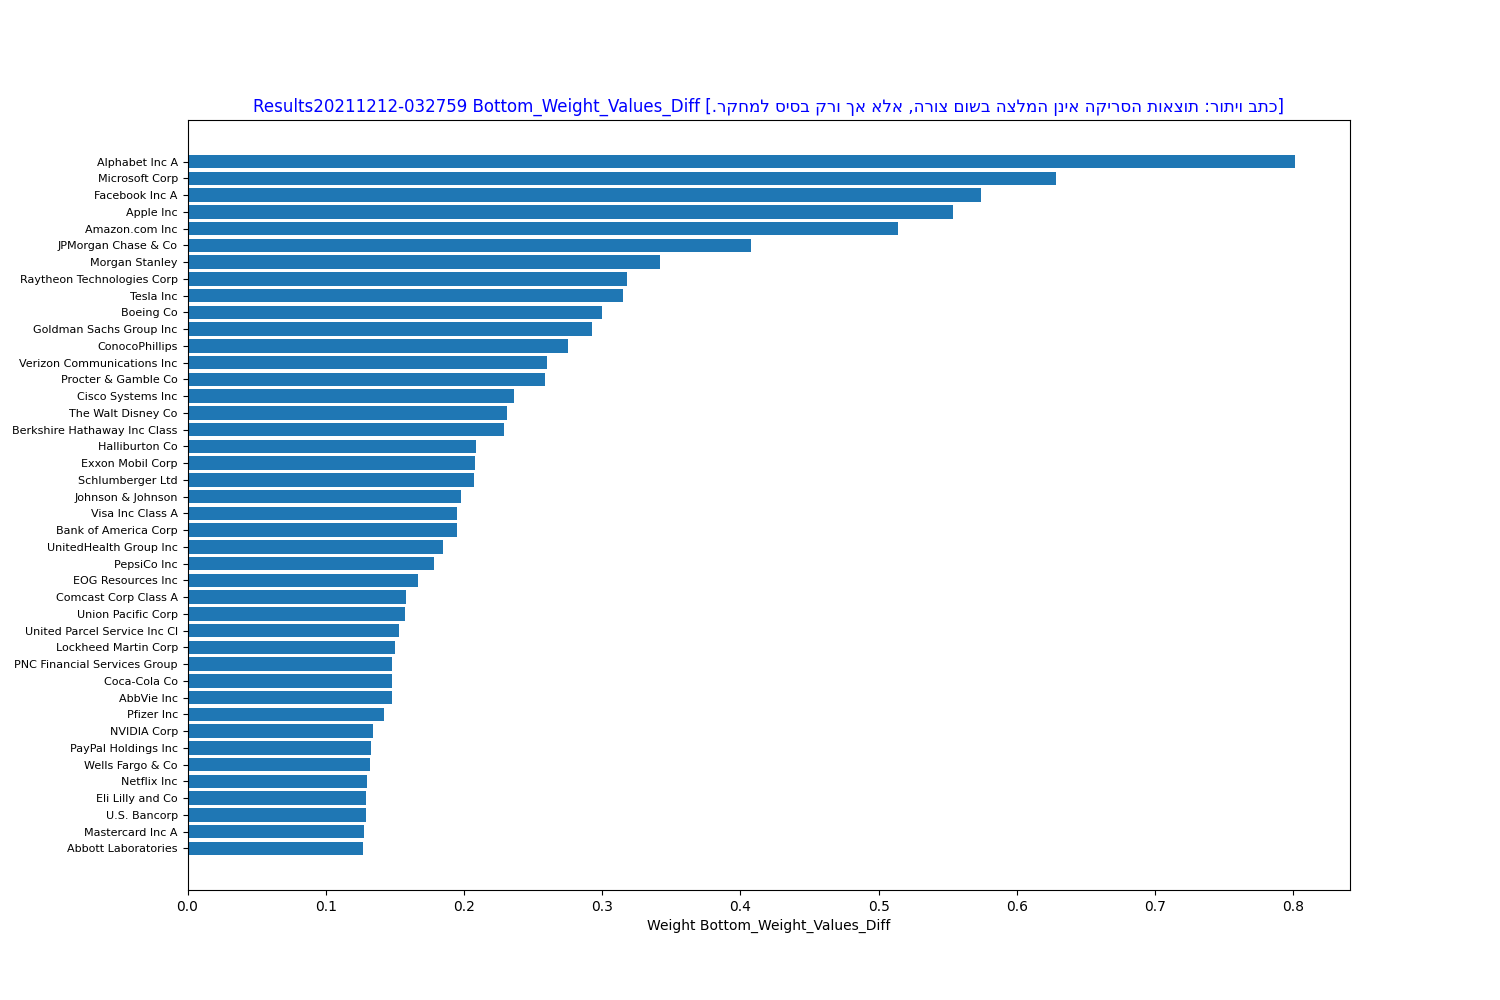 Results20211212-032759 Bottom_Weight_Values_Diff [כתב ויתור: תוצאות הסריקה אינן המלצה בשום צורה, אלא אך ורק בסיס למחקר.]
Alphabet Inc A
Microsoft Corp
Facebook Inc A
Apple Inc
Amazon.com Inc
JPMorgan Chase & Co
Morgan Stanley
Raytheon Technologies Corp
Tesla Inc
Boeing Co
Goldman Sachs Group Inc
ConocoPhillips
Verizon Communications Inc
Procter & Gamble Co
Cisco Systems Inc
The Walt Disney Co
Berkshire Hathaway Inc Class
Halliburton Co
Exxon Mobil Corp
Schlumberger Ltd
Johnson & Johnson
Visa Inc Class A
Bank of America Corp
UnitedHealth Group Inc
PepsiCo Inc
EOG Resources Inc
Comcast Corp Class A
Union Pacific Corp
United Parcel Service Inc Cl
Lockheed Martin Corp
PNC Financial Services Group
Coca-Cola Co
AbbVie Inc
Pfizer Inc
NVIDIA Corp
PayPal Holdings Inc
Wells Fargo & Co
Netflix Inc
Eli Lilly and Co
U.S. Bancorp
Mastercard Inc A
Abbott Laboratories
0.0 0.1 0.2 0.3 0.4 0.5 0.6 0.7 0.8
Weight Bottom_Weight_Values_Diff